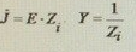 J̄ = E · Z_i   Y = 1/Z_i